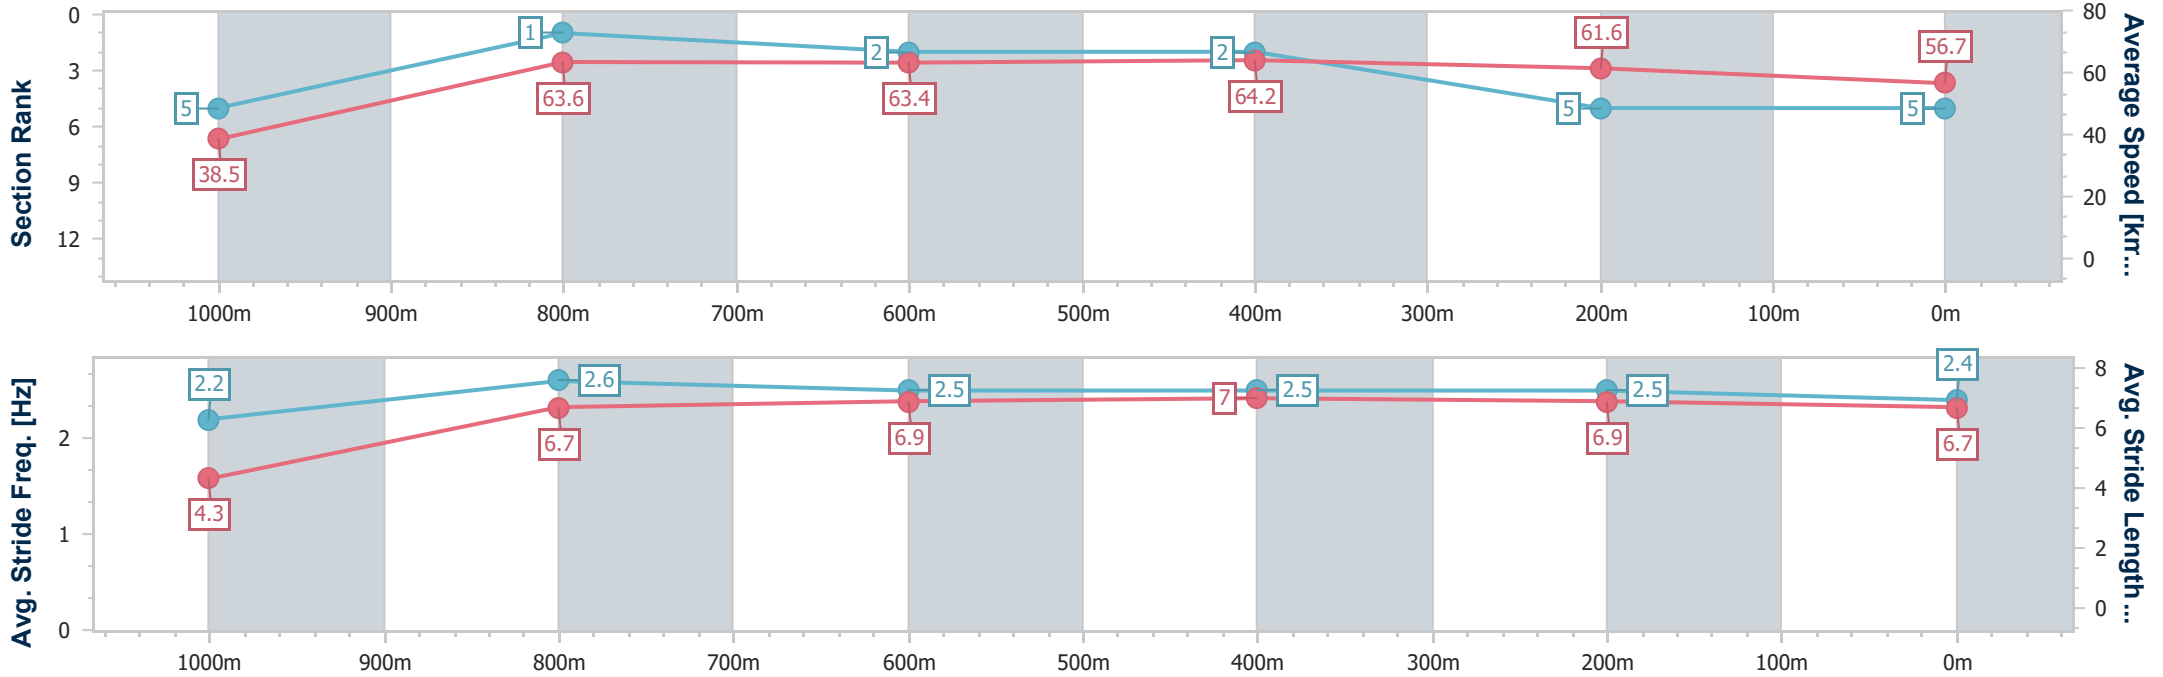 Section Rank
0
3
6
9
12
80
60
40
20
0
Average Speed [km...
5
1
2
2
5
5
38.5
63.6
63.4
64.2
61.6
56.7
1000m
900m
800m
700m
600m
500m
400m
300m
200m
100m
0m
Avg. Stride Freq. [Hz]
2
1
0
8
6
4
2
0
Avg. Stride Length ...
2.2
2.6
2.5
2.5
2.5
2.4
4.3
6.7
6.9
7
6.9
6.7
1000m
900m
800m
700m
600m
500m
400m
300m
200m
100m
0m